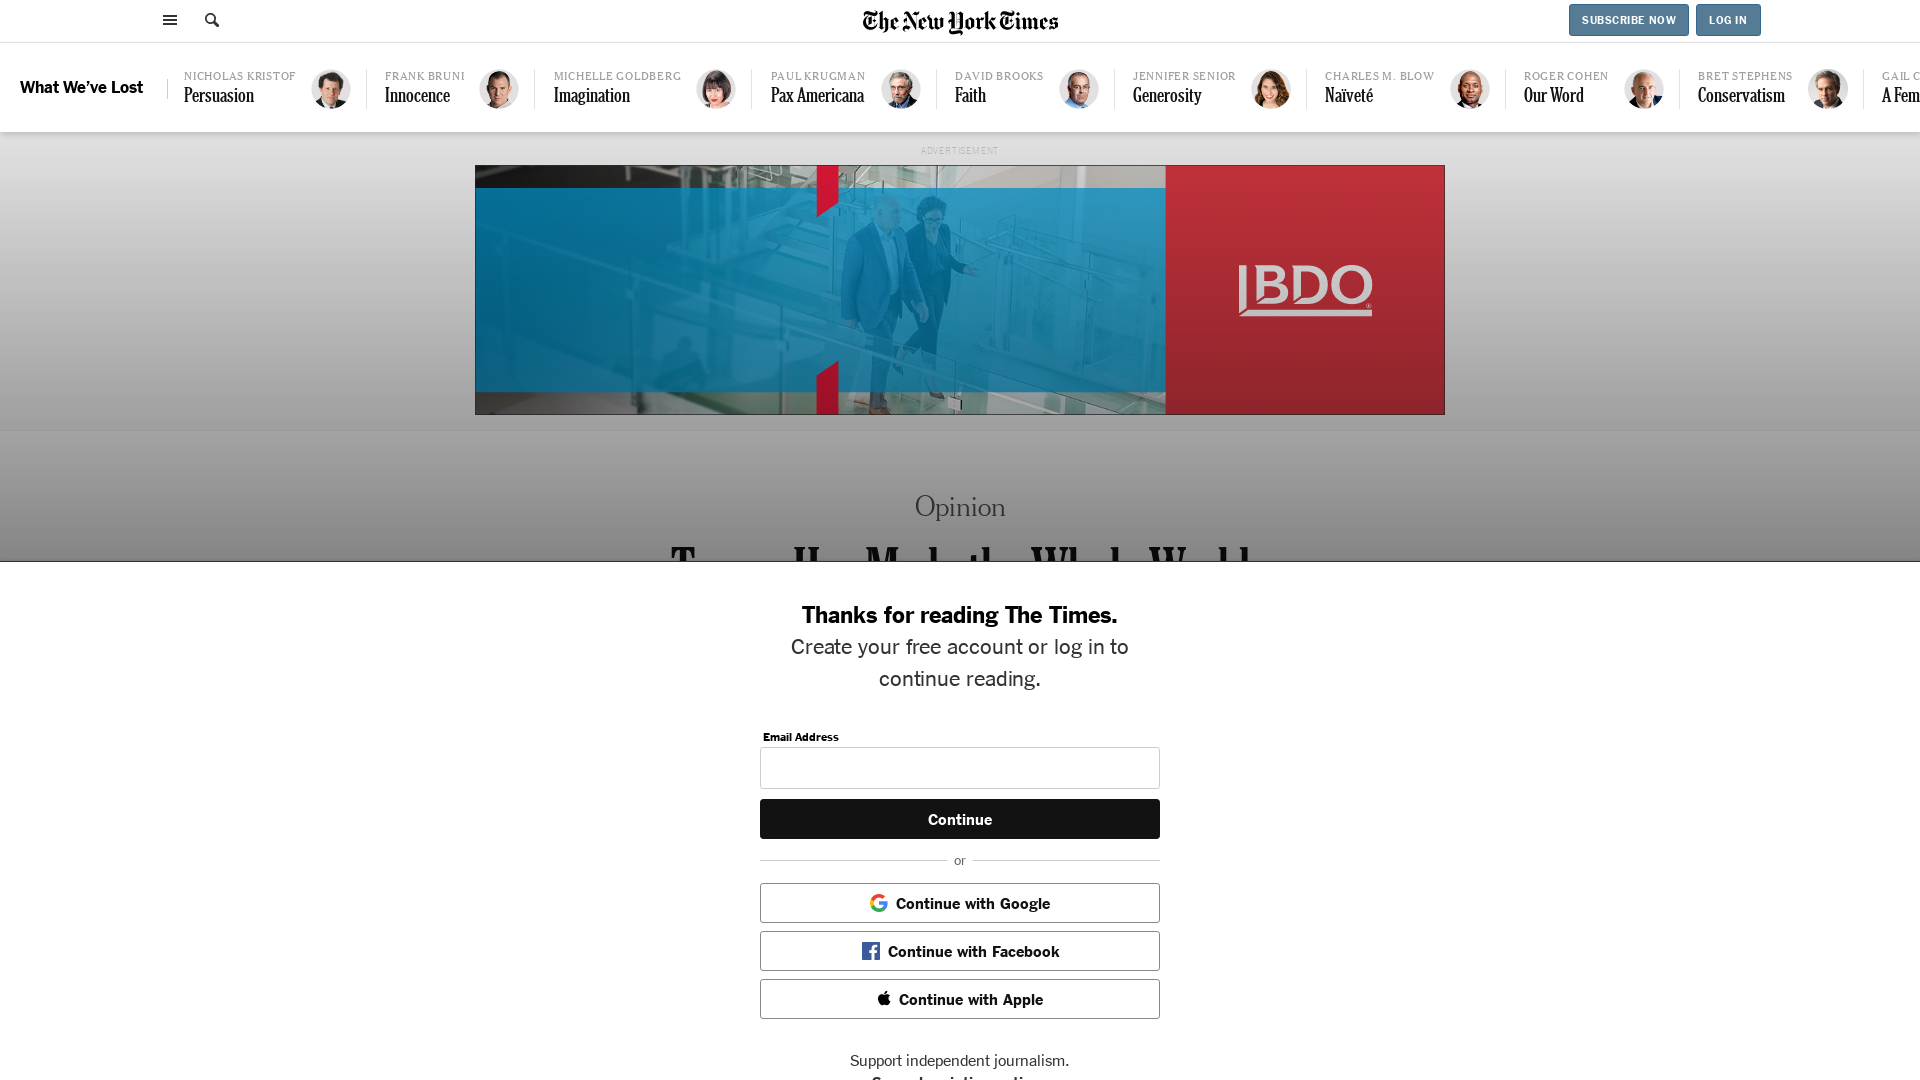 The New York Times
SUBSCRIBE NOW
LOG IN
What We've Lost
NICHOLAS KRISTOF
Persuasion
FRANK BRUNI
Innocence
MICHELLE GOLDBERG
Imagination
PAUL KRUGMAN
Pax Americana
DAVID BROOKS
Faith
JENNIFER SENIOR
Generosity
CHARLES M. BLOW
Naïveté
ROGER COHEN
Our Word
BRET STEPHENS
Conservatism
GAIL C
A Fem
ADVERTISEMENT
BDO
Opinion
Thanks for reading The Times.
Create your free account or log in to
continue reading.
Email Address
Continue
or
Continue with Google
Continue with Facebook
Continue with Apple
Support independent journalism.